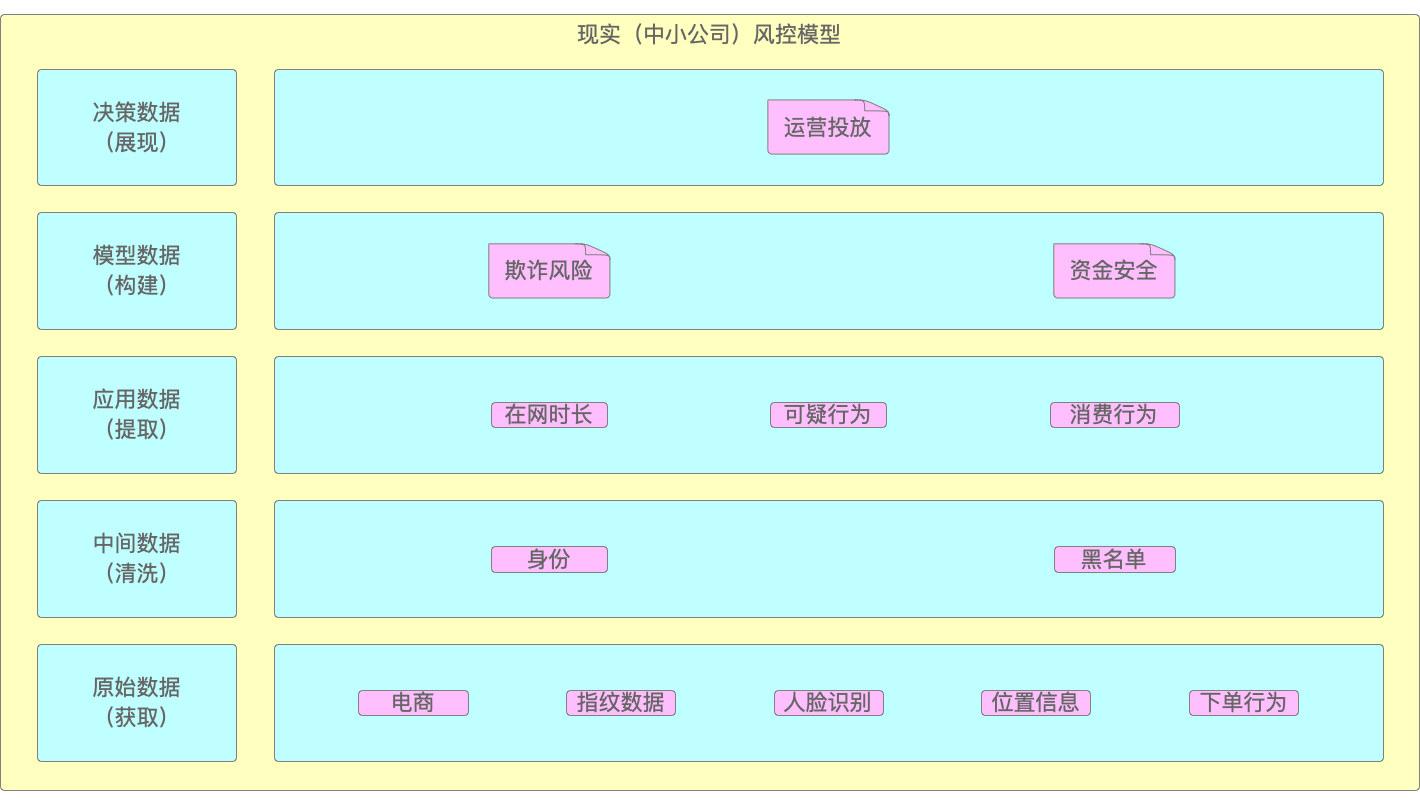 现实（中小公司）风控模型
决策数据
（展现）
运营投放
模型数据
（构建）
欺诈风险
资金安全
应用数据
（提取）
在网时长
可疑行为
消费行为
中间数据
（清洗）
身份
黑名单
原始数据
（获取）
电商
指纹数据
人脸识别
位置信息
下单行为